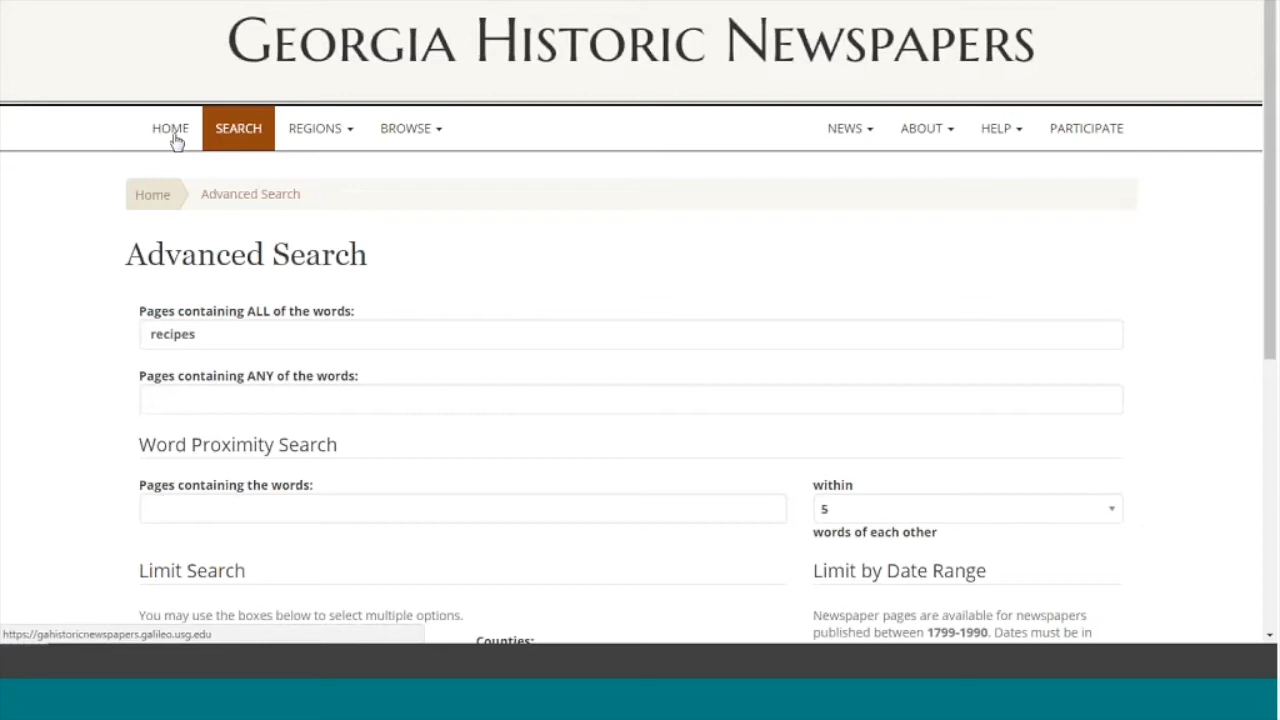 GEORGIA HISTORIC NEWSPAPERS
HOME SEARCH REGIONS BROWSE NEWS ABOUT HELP PARTICIPATE
Home Advanced Search
Advanced Search
Pages containing ALL of the words:
recipes
Pages containing ANY of the words:
Word Proximity Search
Pages containing the words: within
5
words of each other
Limit Search Limit by Date Range
You may use the boxes below to select multiple options. Newspaper pages are available for newspapers
published between 1799-1990. Dates must be in
https://gahistoricnewspapers.galileo.usg.edu
Counties: